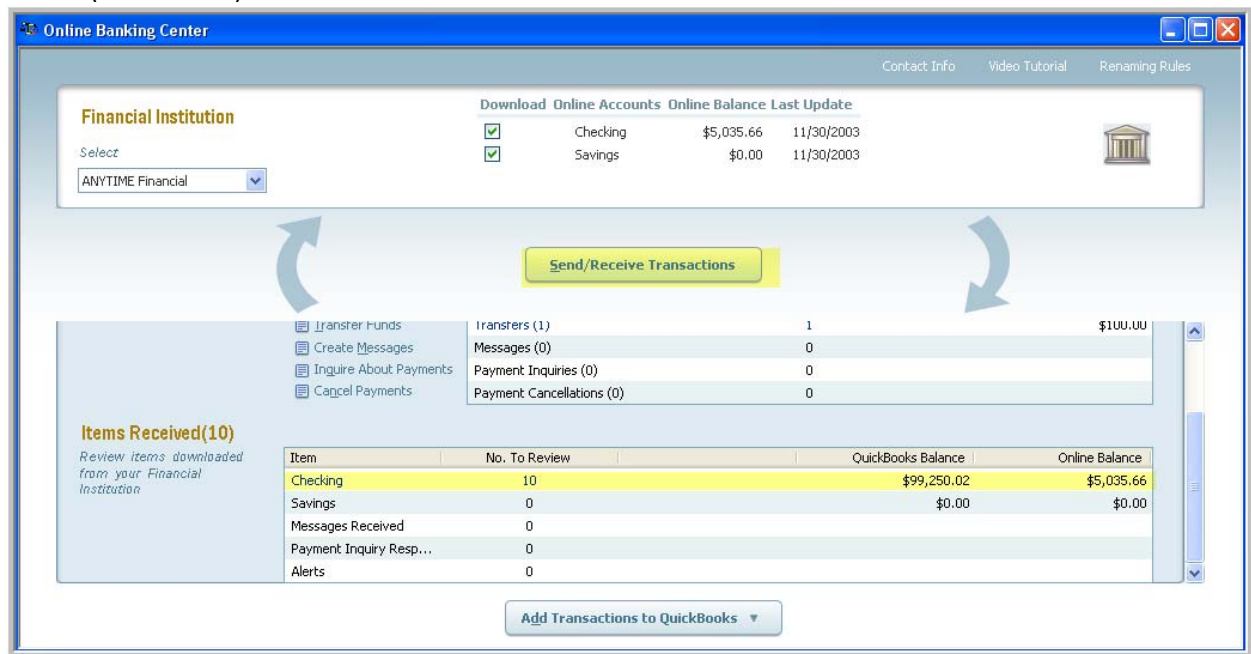 Online Banking Center
Contact Info Video Tutorial Renaming Rules
Financial Institution
Download Online Accounts Online Balance Last Update
Checking $5,035.66 11/30/2003
Select
Savings $0.00 11/30/2003
ANYTIME Financial
Send/Receive Transactions
Transfer Funds Transfers (1) 1 $100.00
Create Messages Messages (0) 0
Inquire About Payments Payment Inquiries (0) 0
Cancel Payments Payment Cancellations (0) 0
Items Received(10)
Review items downloaded
from your Financial
Institution
Item No. To Review QuickBooks Balance Online Balance
Checking 10 $99,250.02 $5,035.66
Savings 0 $0.00 $0.00
Messages Received 0
Payment Inquiry Resp... 0
Alerts 0
Add Transactions to QuickBooks